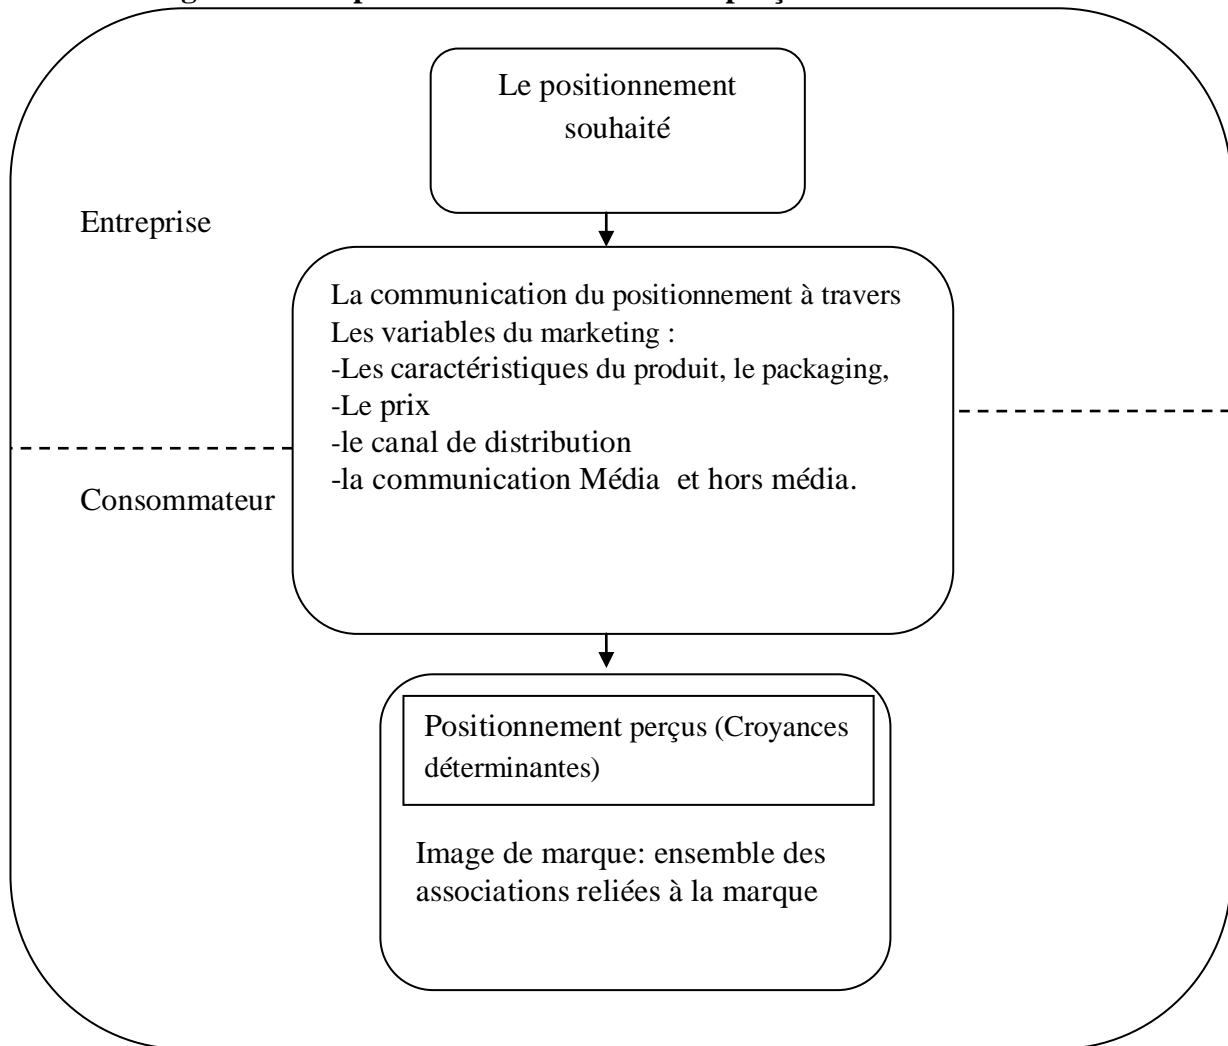 Le positionnement
souhaité
Entreprise
La communication du positionnement à travers
Les variables du marketing :
-Les caractéristiques du produit, le packaging,
-Le prix
-le canal de distribution
-la communication Média et hors média.
Consommateur
Positionnement perçus (Croyances
déterminantes)
Image de marque: ensemble des
associations reliées à la marque